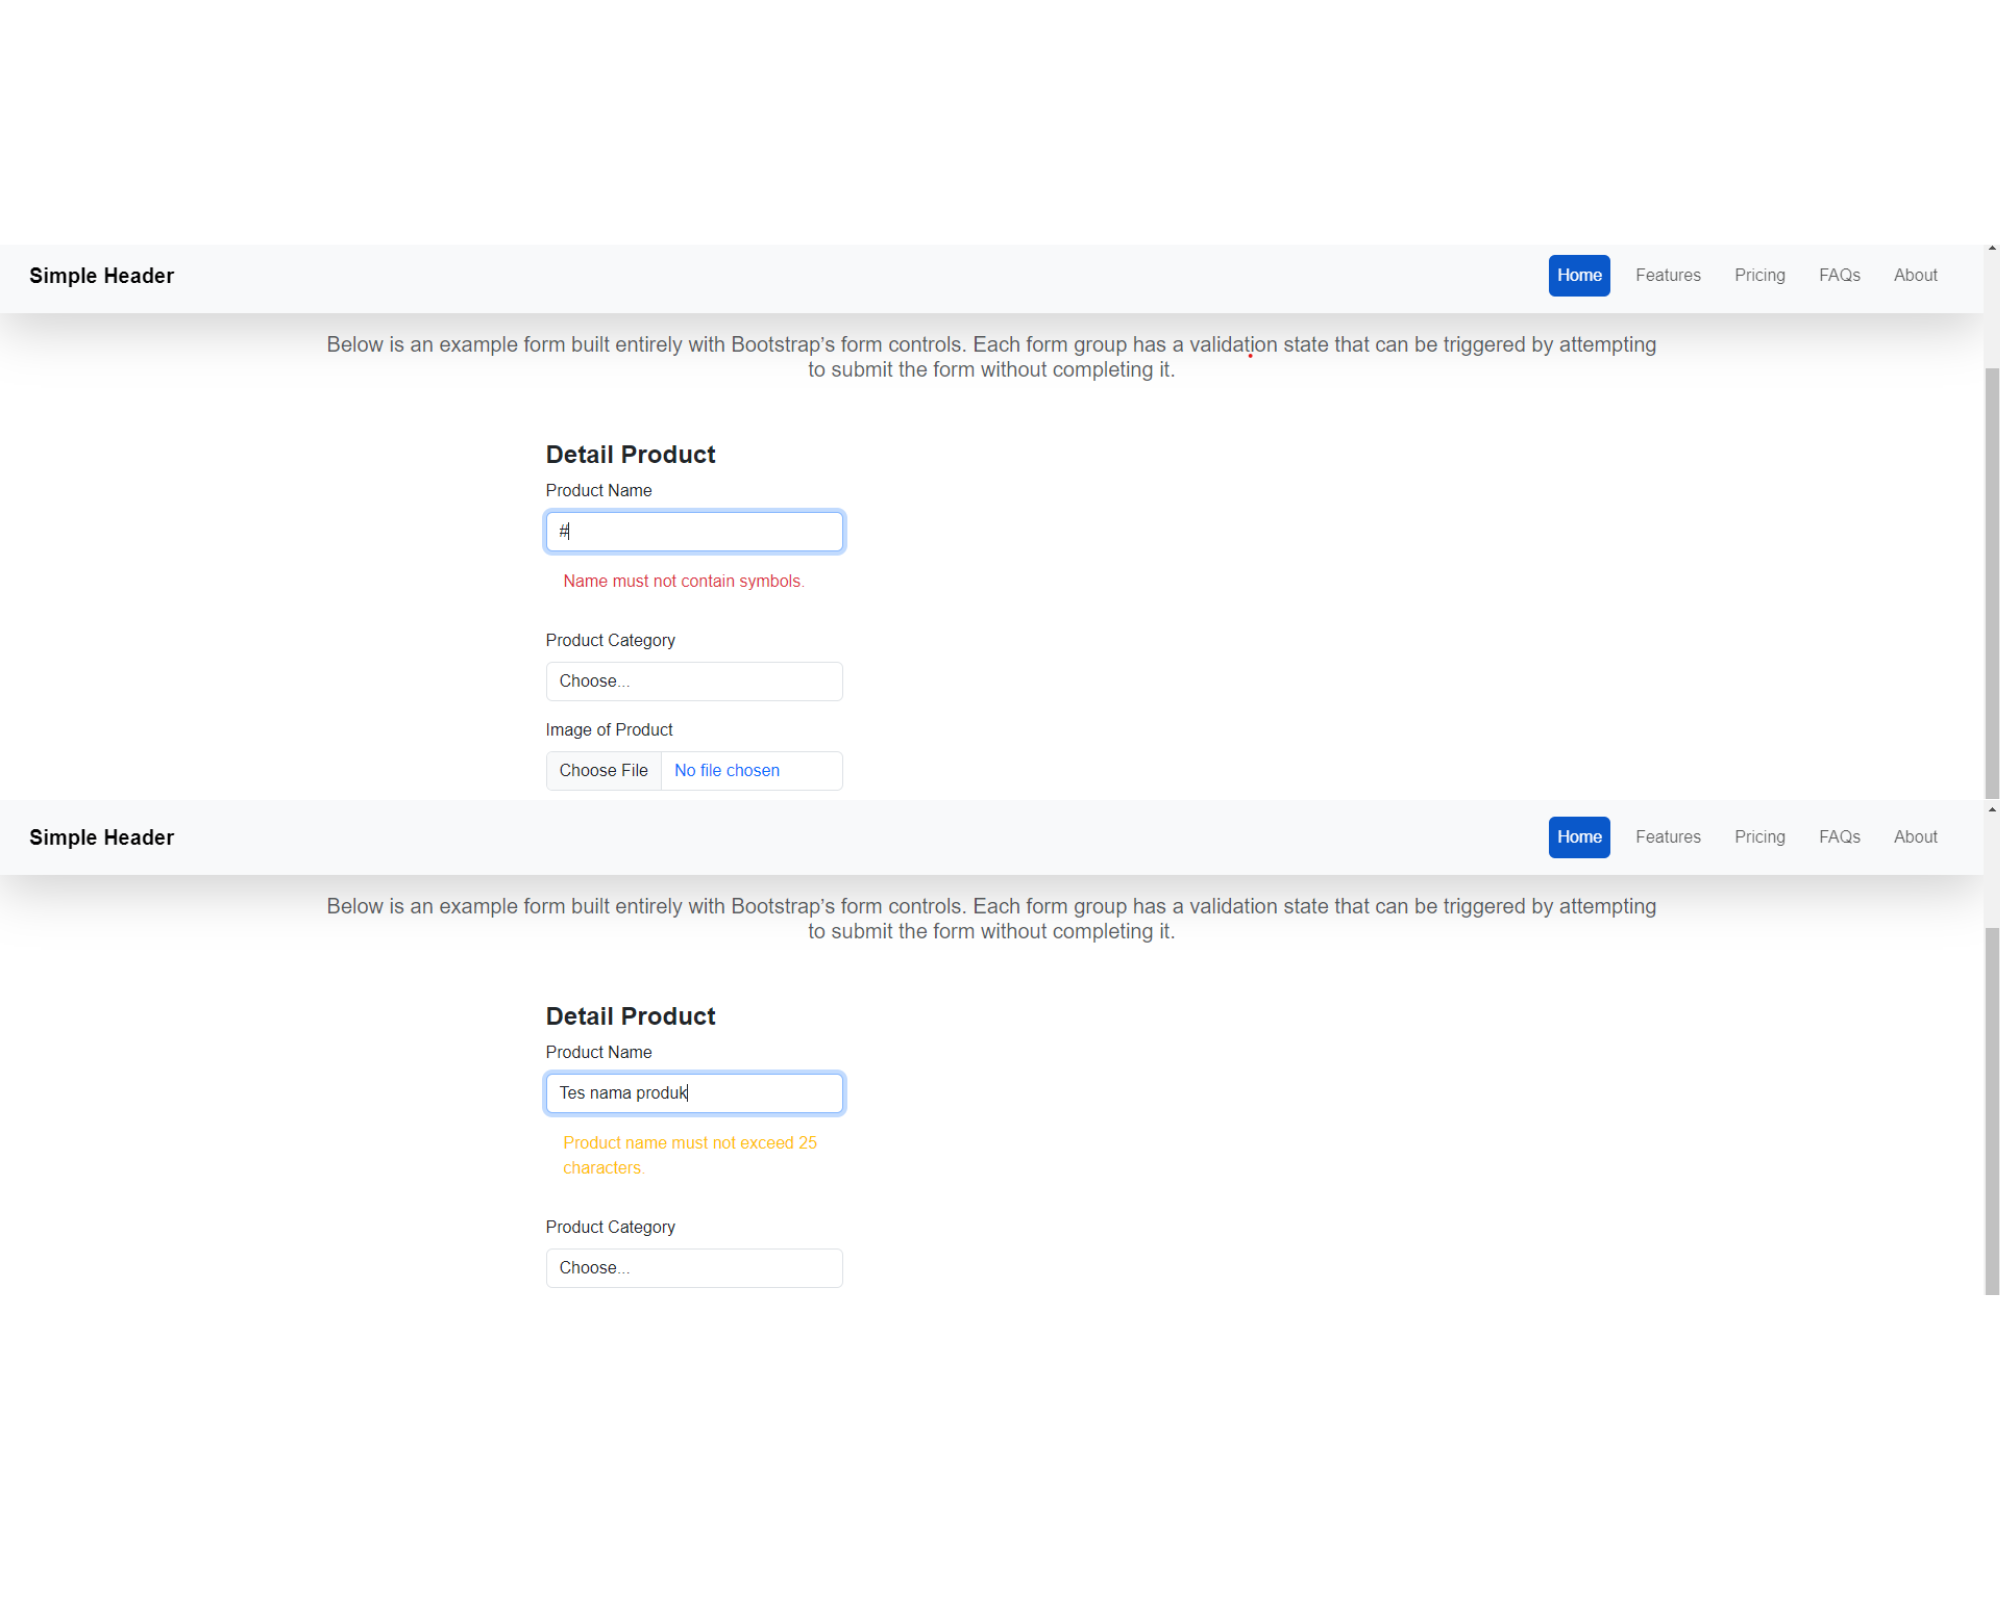 Simple Header
Home Features Pricing FAQs About
Below is an example form built entirely with Bootstrap’s form controls. Each form group has a validation state that can be triggered by attempting
to submit the form without completing it.
Detail Product
Product Name
#
Name must not contain symbols.
Product Category
Choose...
Image of Product
Choose File No file chosen
Simple Header
Home Features Pricing FAQs About
Below is an example form built entirely with Bootstrap’s form controls. Each form group has a validation state that can be triggered by attempting
to submit the form without completing it.
Detail Product
Product Name
Tes nama produk
Product name must not exceed 25
characters.
Product Category
Choose...